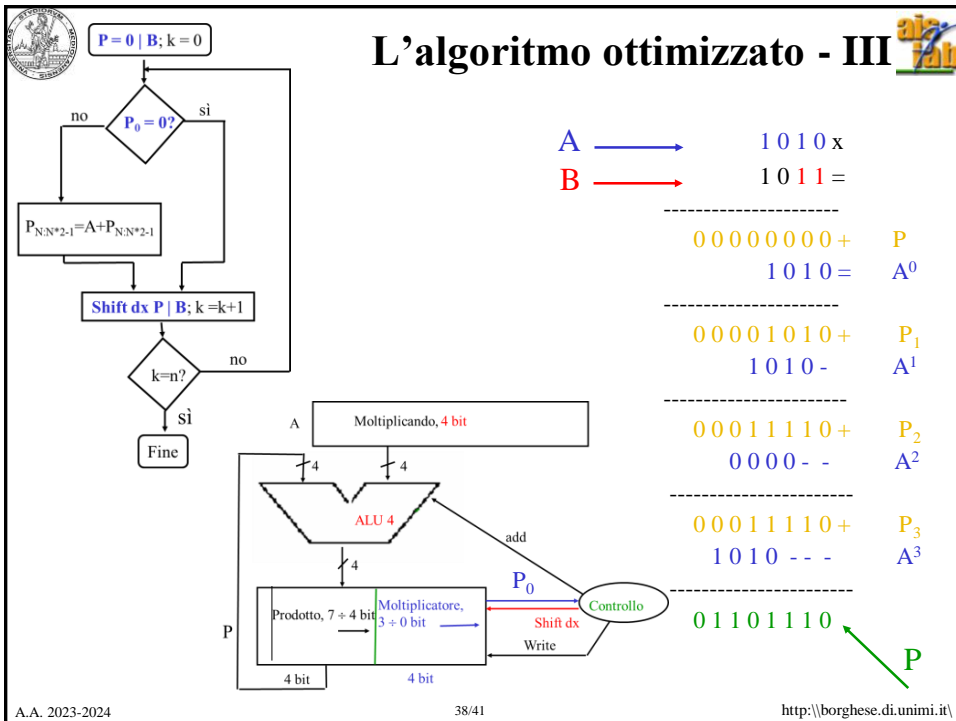 L'algoritmo ottimizzato - III
P = 0 | B; k = 0
P₀ = 0?
no
sì
P_{N:N*2-1}=A+P_{N:N*2-1}
Shift dx P | B; k =k+1
k=n?
no
sì
Fine
A
1 0 1 0 x
B
1 0 1 1 =
-----------------------
0 0 0 0 0 0 0 0 + P
1 0 1 0 = A⁰
-----------------------
0 0 0 0 1 0 1 0 + P₁
1 0 1 0 - A¹
-----------------------
0 0 0 1 1 1 1 0 + P₂
0 0 0 0 - - A²
-----------------------
0 0 0 1 1 1 1 0 + P₃
1 0 1 0 - - - A³
-----------------------
0 1 1 0 1 1 1 0
P
A
Moltiplicando, 4 bit
4
4
ALU 4
4
add
P
Prodotto, 7 ÷ 4 bit
Moltiplicatore,
3 ÷ 0 bit
P₀
Shift dx
Write
Controllo
4 bit
4 bit
A.A. 2023-2024
38/41
http:\\borghese.di.unimi.it\